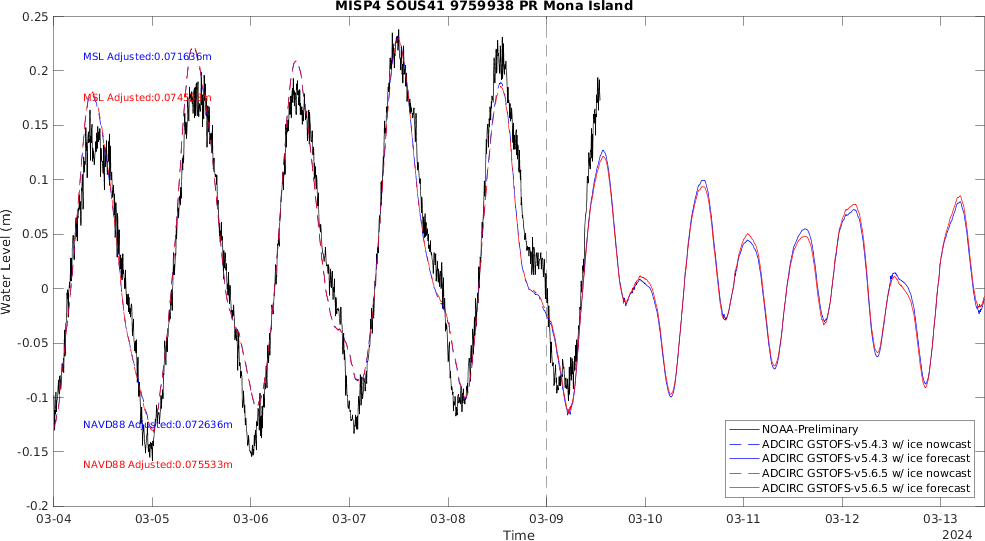 MISP4 SOUS41 9759938 PR Mona Island
0.25
0.2
0.15
0.1
0.05
0
-0.05
-0.1
-0.15
-0.2
Water Level (m)
MSL Adjusted:0.071636m
MSL
NAVD88 Adjusted:0.072636m
NAVD88 Adjusted:0.075533m
NOAA-Preliminary
ADCIRC GSTOFS-v5.4.3 w/ ice nowcast
ADCIRC GSTOFS-v5.4.3 w/ ice forecast
ADCIRC GSTOFS-v5.6.5 w/ ice nowcast
ADCIRC GSTOFS-v5.6.5 w/ ice forecast
03-04 03-05 03-06 03-07 03-08 03-09 03-10 03-11 03-12 03-13
Time
2024